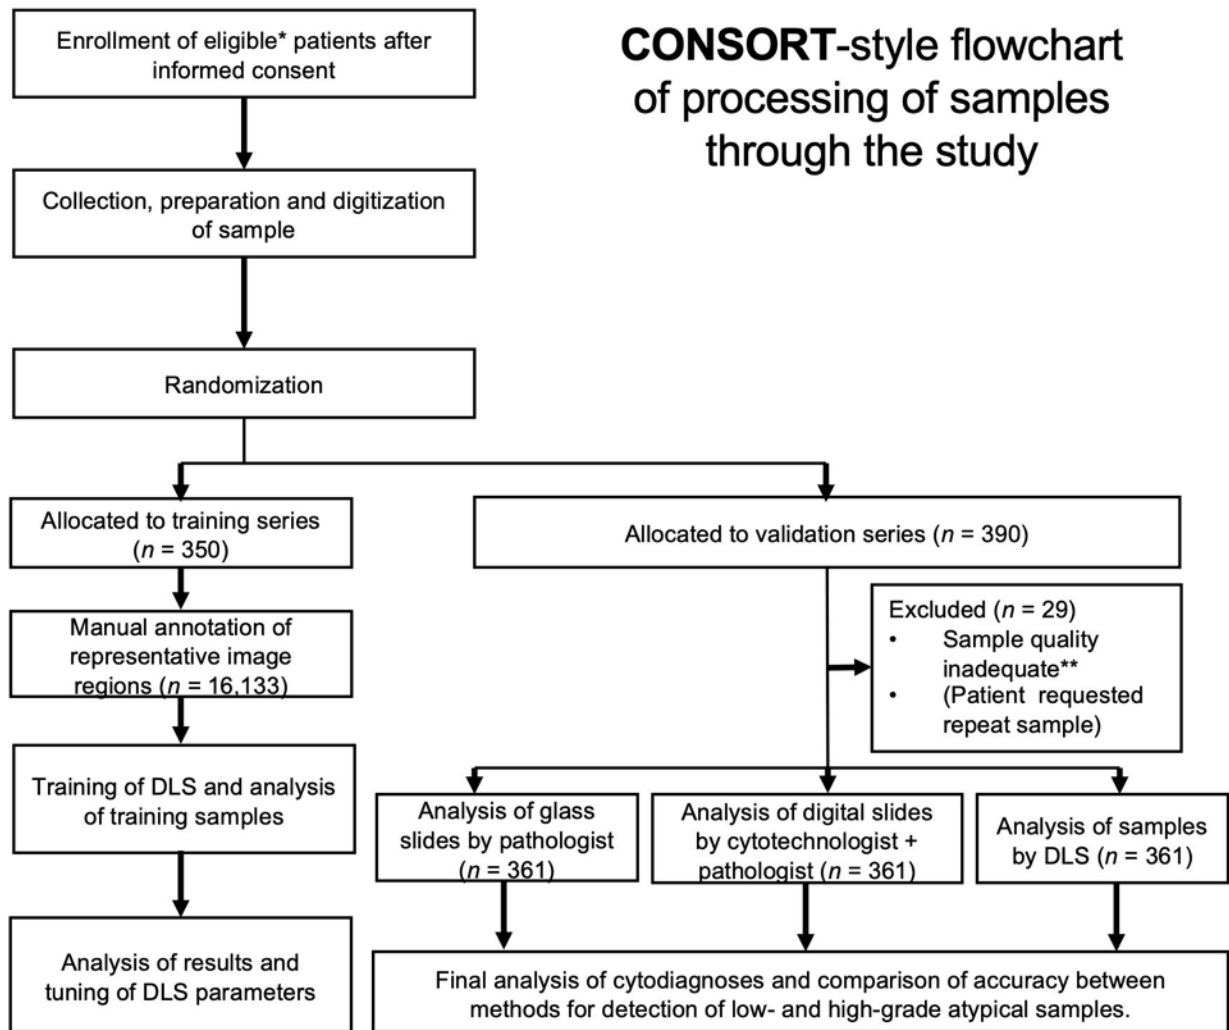 Enrollment of eligible* patients after
informed consent
CONSORT-style flowchart
of processing of samples
through the study
Collection, preparation and digitization
of sample
Randomization
Allocated to training series
(n = 350)
Allocated to validation series (n = 390)
Manual annotation of
representative image
regions (n = 16,133)
Excluded (n = 29)
• Sample quality
inadequate**
• (Patient requested
repeat sample)
Training of DLS and analysis
of training samples
Analysis of glass
slides by pathologist
(n = 361)
Analysis of digital slides
by cytotechnologist +
pathologist (n = 361)
Analysis of samples
by DLS (n = 361)
Analysis of results and
tuning of DLS parameters
Final analysis of cytodiagnoses and comparison of accuracy between
methods for detection of low- and high-grade atypical samples.